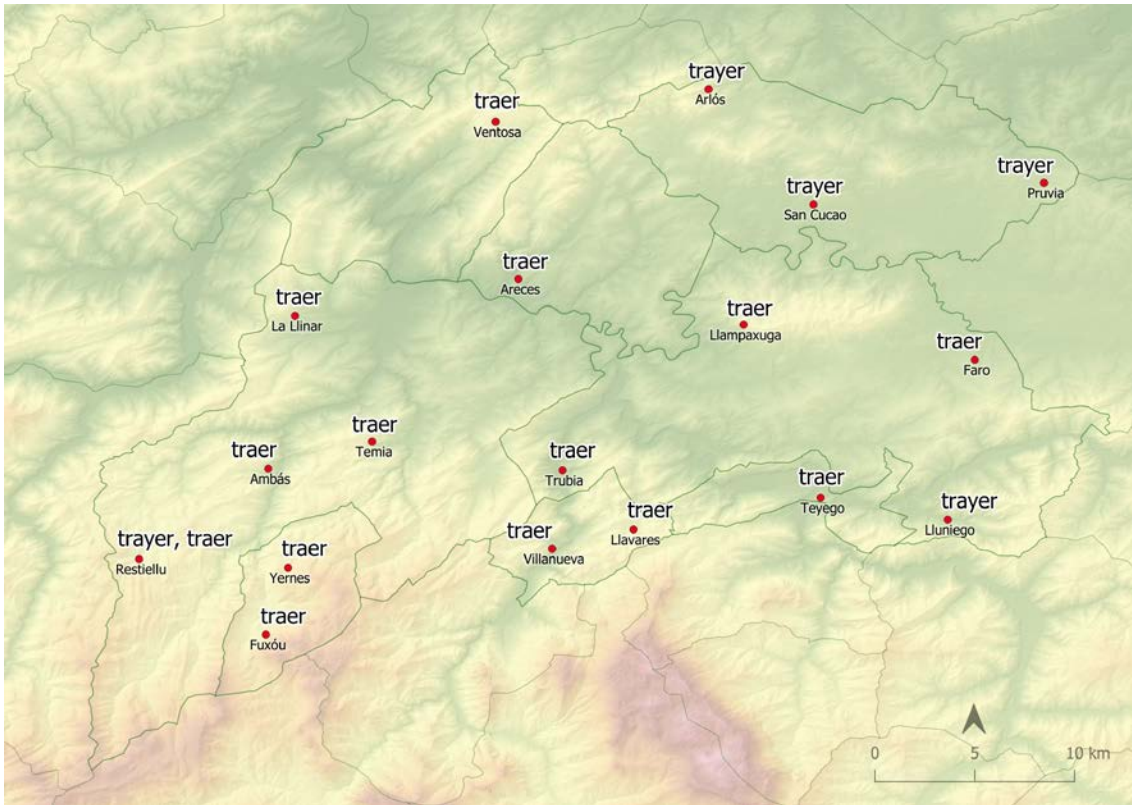 trayer
Arlós
traer
Ventosa
trayer
Pruvia
trayer
San Cucao
traer
Areces
traer
La Llinar
traer
Llampaxuga
traer
Faro
traer
Temia
traer
Ambás
traer
Trubia
traer
Teyego
trayer
Lluniego
traer
Llavares
traer
Villanueva
trayer, traer
Restiellu
traer
Yernes
traer
Fuxóu
0 5 10 km